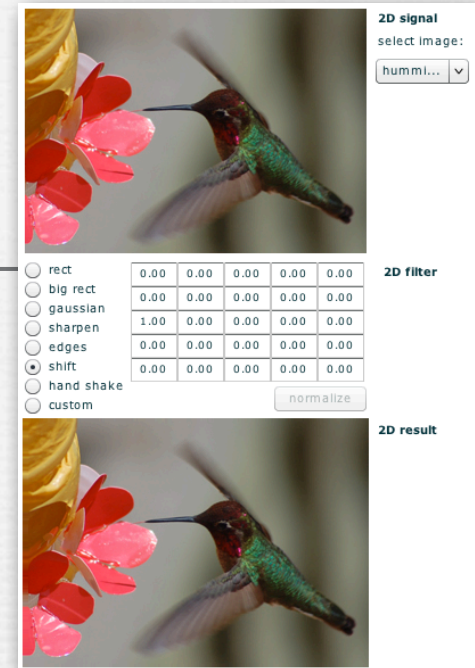 2D signal
select image:
hummi...
rect
big rect
gaussian
sharpen
edges
shift
hand shake
custom
0.00 0.00 0.00 0.00 0.00
0.00 0.00 0.00 0.00 0.00
1.00 0.00 0.00 0.00 0.00
0.00 0.00 0.00 0.00 0.00
0.00 0.00 0.00 0.00 0.00
normalize
2D filter
2D result